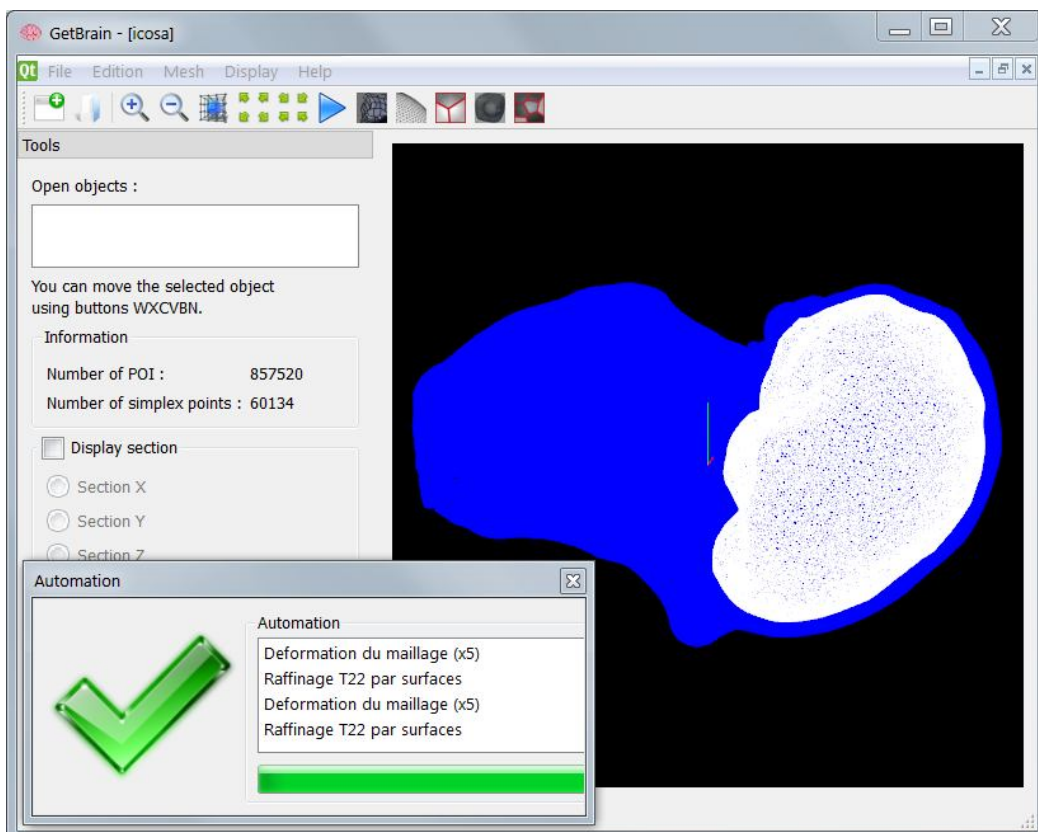 GetBrain - [icosa]
Qt File Edition Mesh Display Help
Tools
Open objects :
You can move the selected object
using buttons WXCVBN.
Information
Number of POI : 857520
Number of simplex points : 60134
Display section
Section X
Section Y
Section Z
Automation
Automation
Deformation du maillage (x5)
Raffinage T22 par surfaces
Deformation du maillage (x5)
Raffinage T22 par surfaces